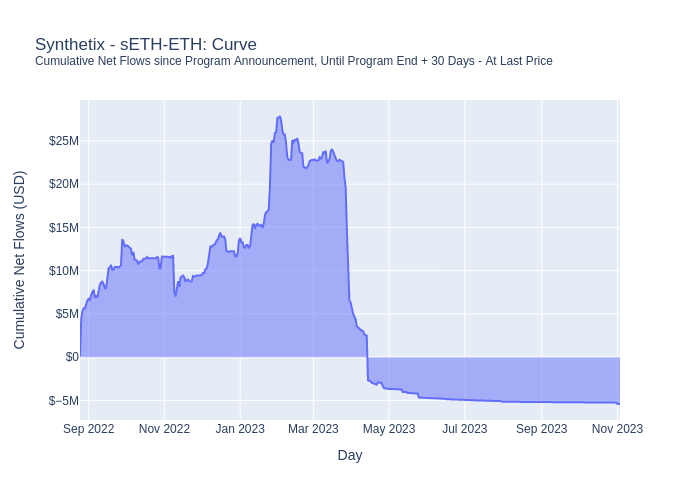 Synthetix - sETH-ETH: Curve
Cumulative Net Flows since Program Announcement, Until Program End + 30 Days - At Last Price
Cumulative Net Flows (USD)
$25M
$20M
$15M
$10M
$5M
$0
$−5M
Sep 2022
Nov 2022
Jan 2023
Mar 2023
May 2023
Jul 2023
Sep 2023
Nov 2023
Day